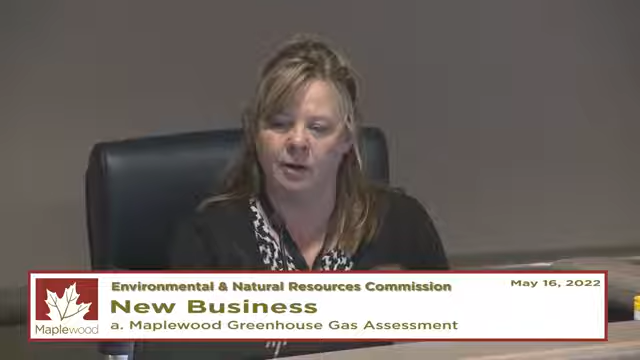 Environmental & Natural Resources Commission
May 16, 2022
New Business
a. Maplewood Greenhouse Gas Assessment
Maplewood